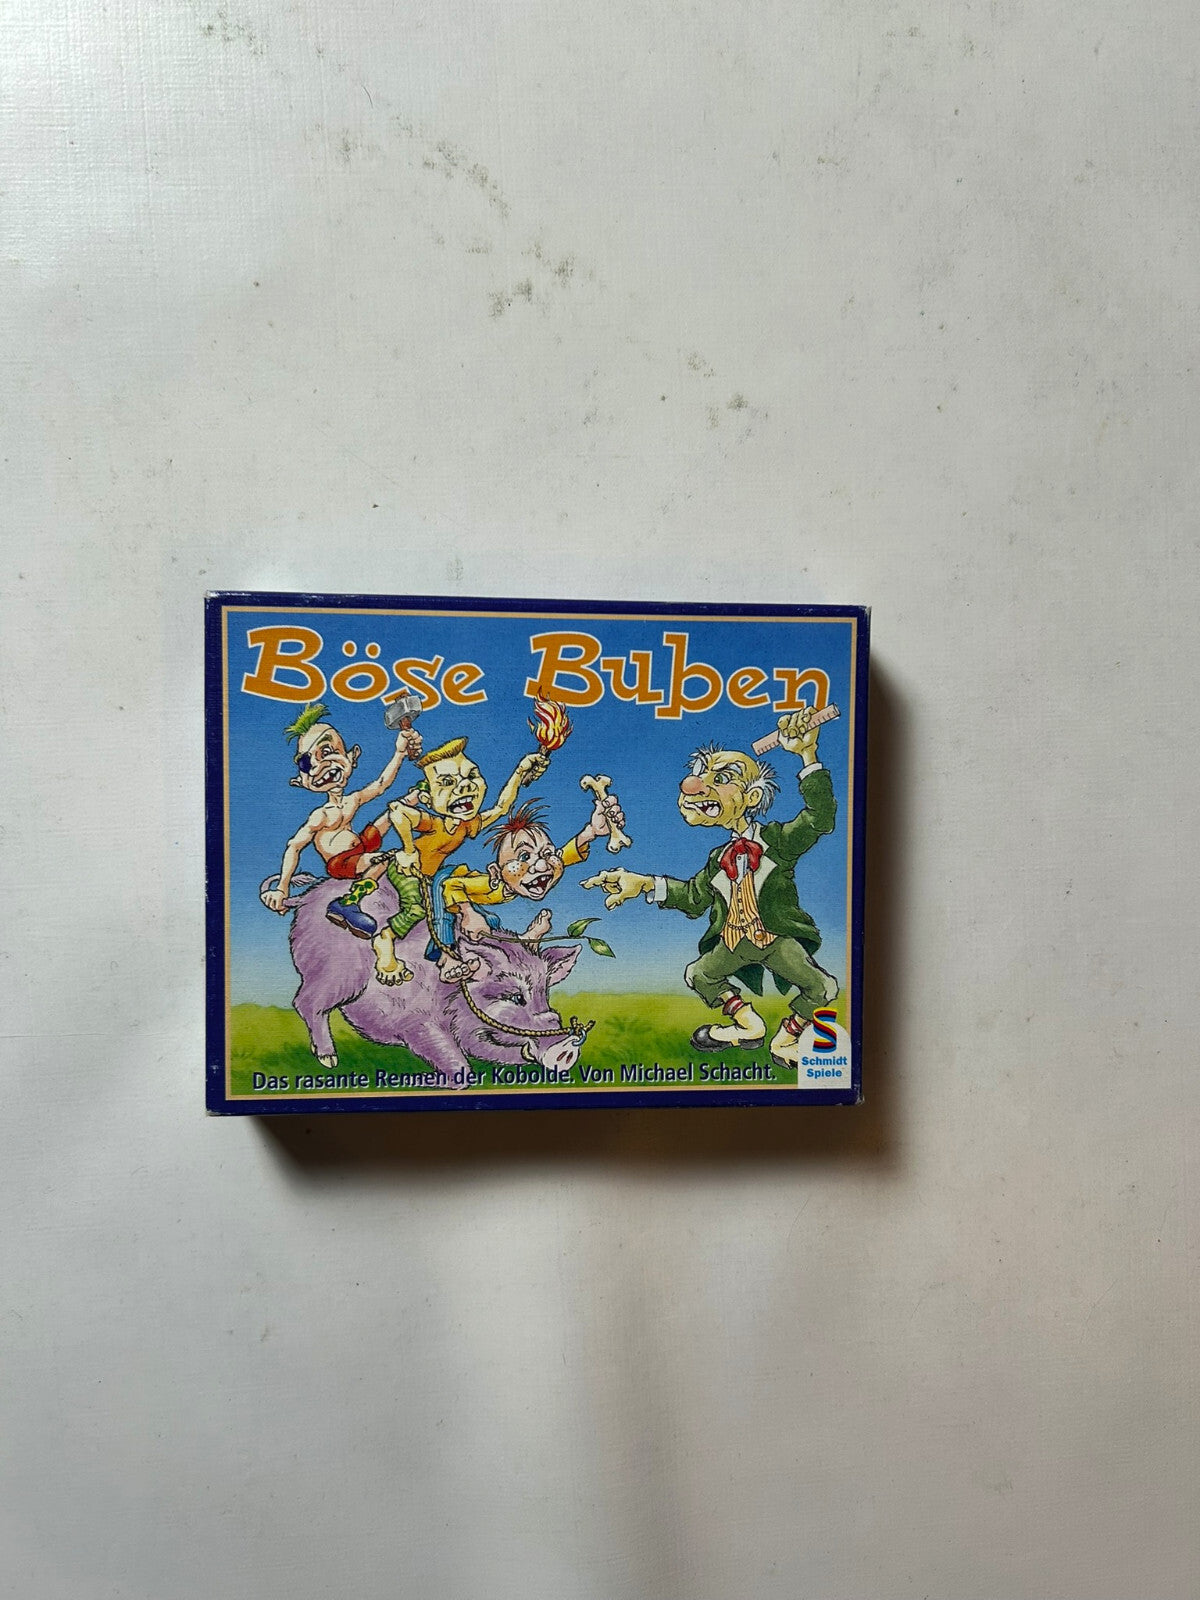 Böse Buben
Das rasante Rennen der Kobolde. Von Michael Schacht.
Schmidt
Spiele